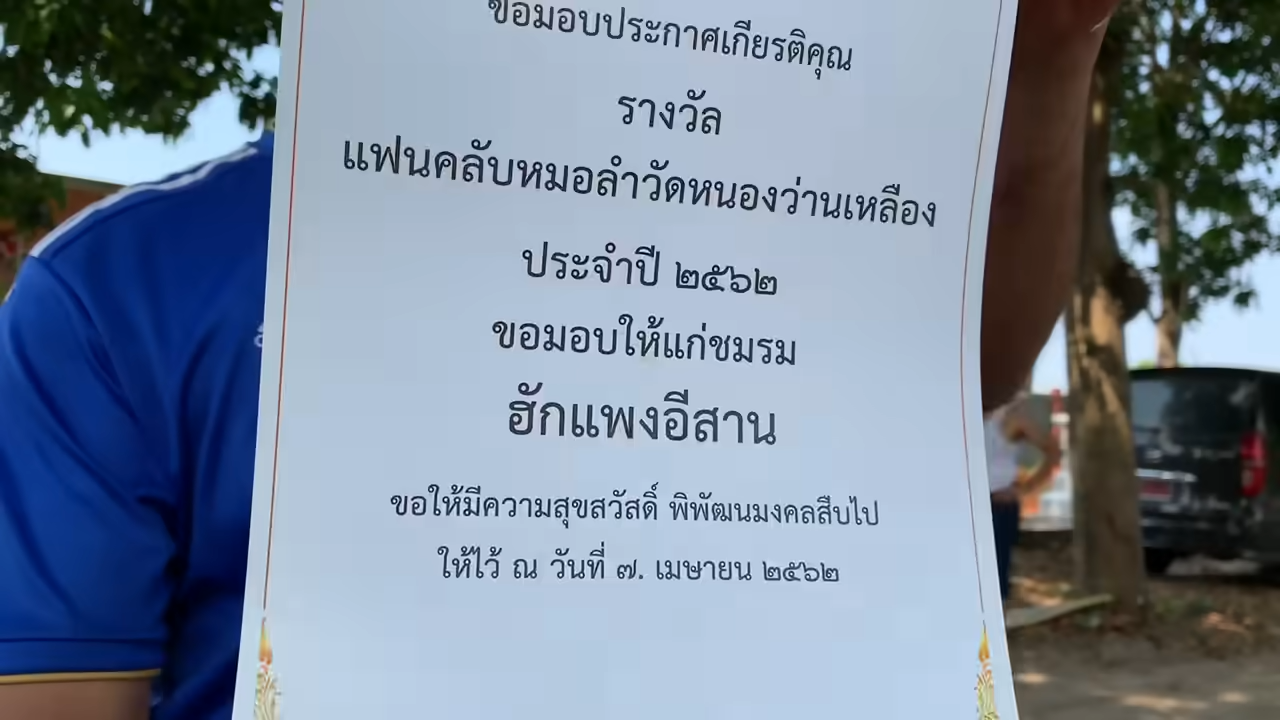 ขอมอบประกาศเกียรติคุณ
รางวัล
แฟนคลับหมอลำวัดหนองว่านเหลือง
ประจำปี ๒๕๖๒
ขอมอบให้แก่ชมรม
ฮักแพงอีสาน
ขอให้มีความสุขสวัสดิ์ พิพัฒนมงคลสืบไป
ให้ไว้ ณ วันที่ ๗. เมษายน ๒๕๖๒